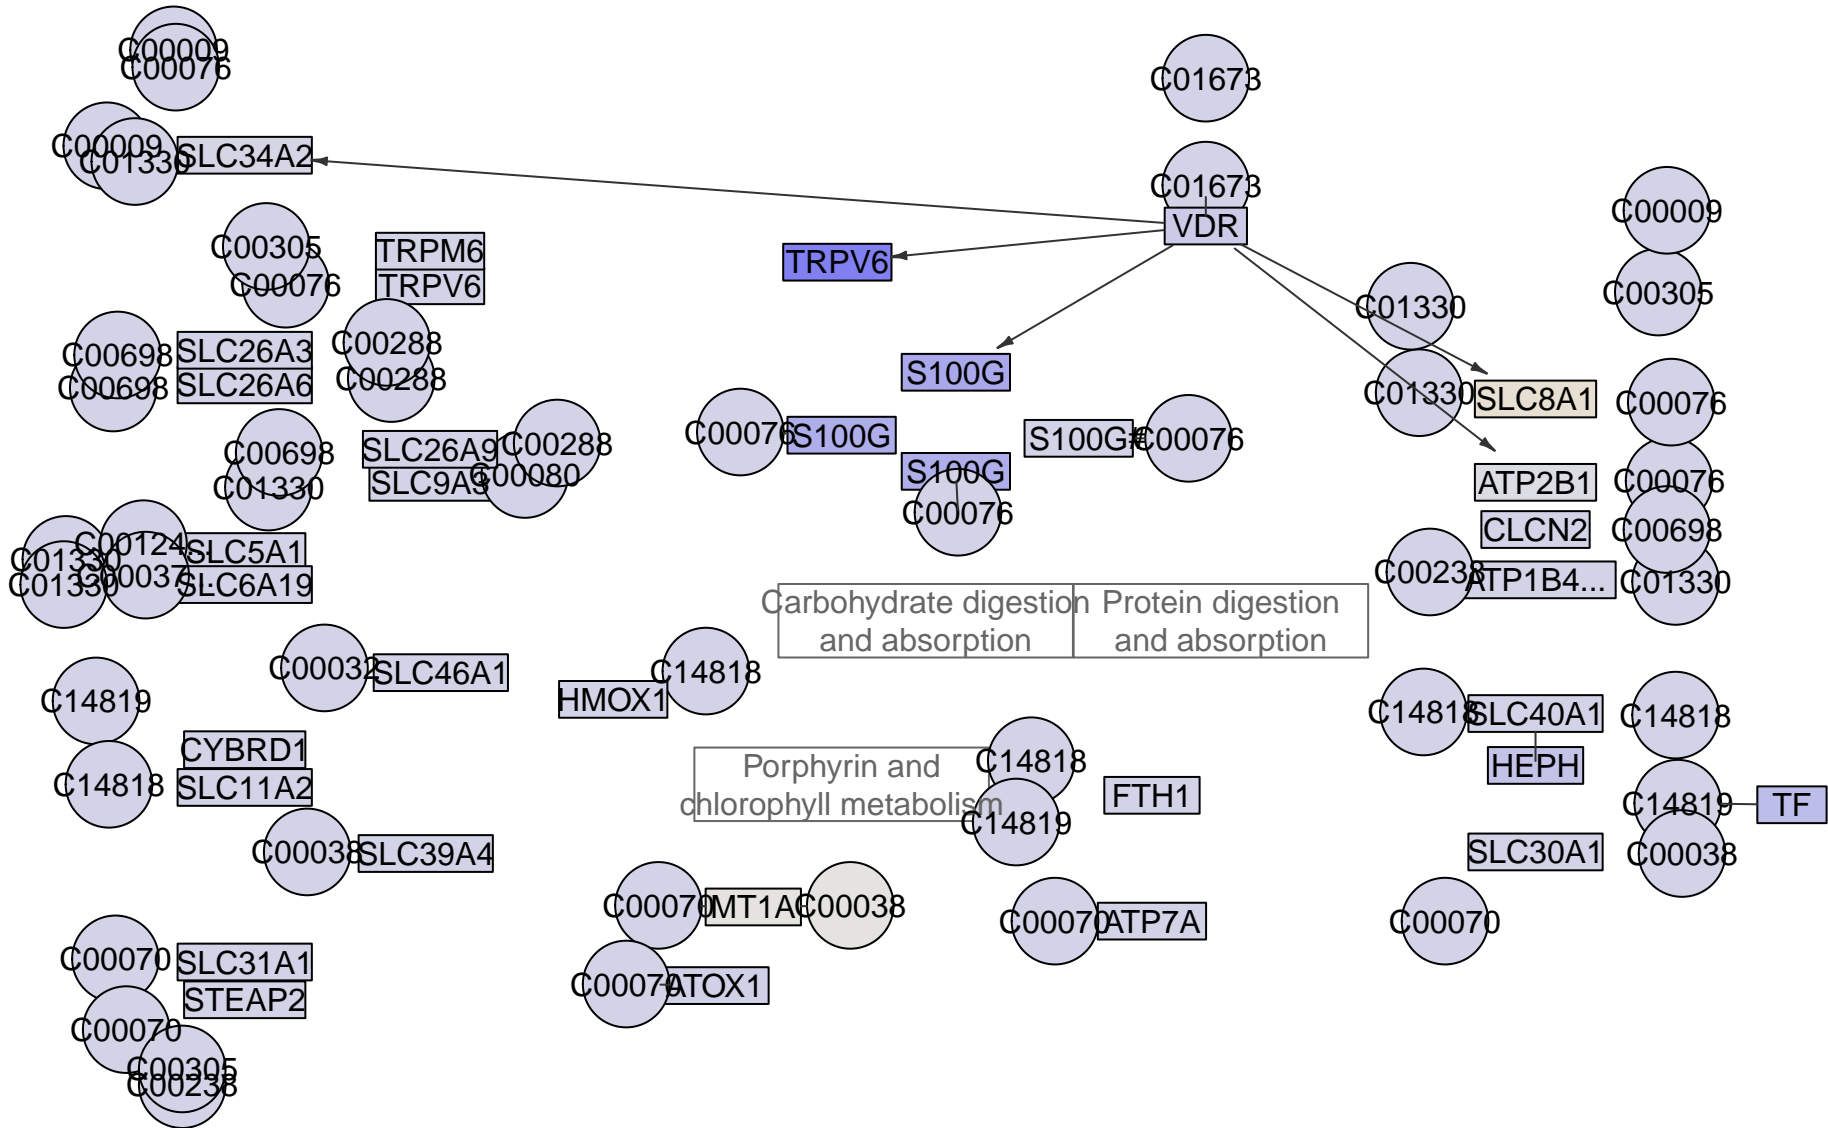 C00009
C00076
C01673
C00009
C01330
SLC34A2
C01673
VDR
C00009
C00305
C00076
TRPM6
TRPV6
TRPV6
C01330
C00305
C00698
C00698
SLC26A3
SLC26A6
C00288
C00288
S100G
C01330
SLC8A1
C00076
C00698
C01330
SLC26A9
SLC9A3
C00288
C00080
C00076
S100G
S100G
C00076
S100G#
C00076
ATP2B1
C00076
CLCN2
C00698
C01330
C01330
C00124...
C00037...
SLC5A1
SLC6A19
C00238
ATP1B4...
C01330
Carbohydrate digestion
and absorption
Protein digestion
and absorption
C00032
SLC46A1
C14818
HMOX1
C14819
C14818
SLC40A1
C14818
HEPH
CYBRD1
SLC11A2
C14818
Porphyrin and
chlorophyll metabolism
C14818
C14819
FTH1
C14819
TF
C00038
SLC39A4
SLC30A1
C00038
C00070
MT1A
C00038
C00070
ATP7A
C00070
C00070
SLC31A1
STEAP2
C00070
ATOX1
C00070
C00305
C00238